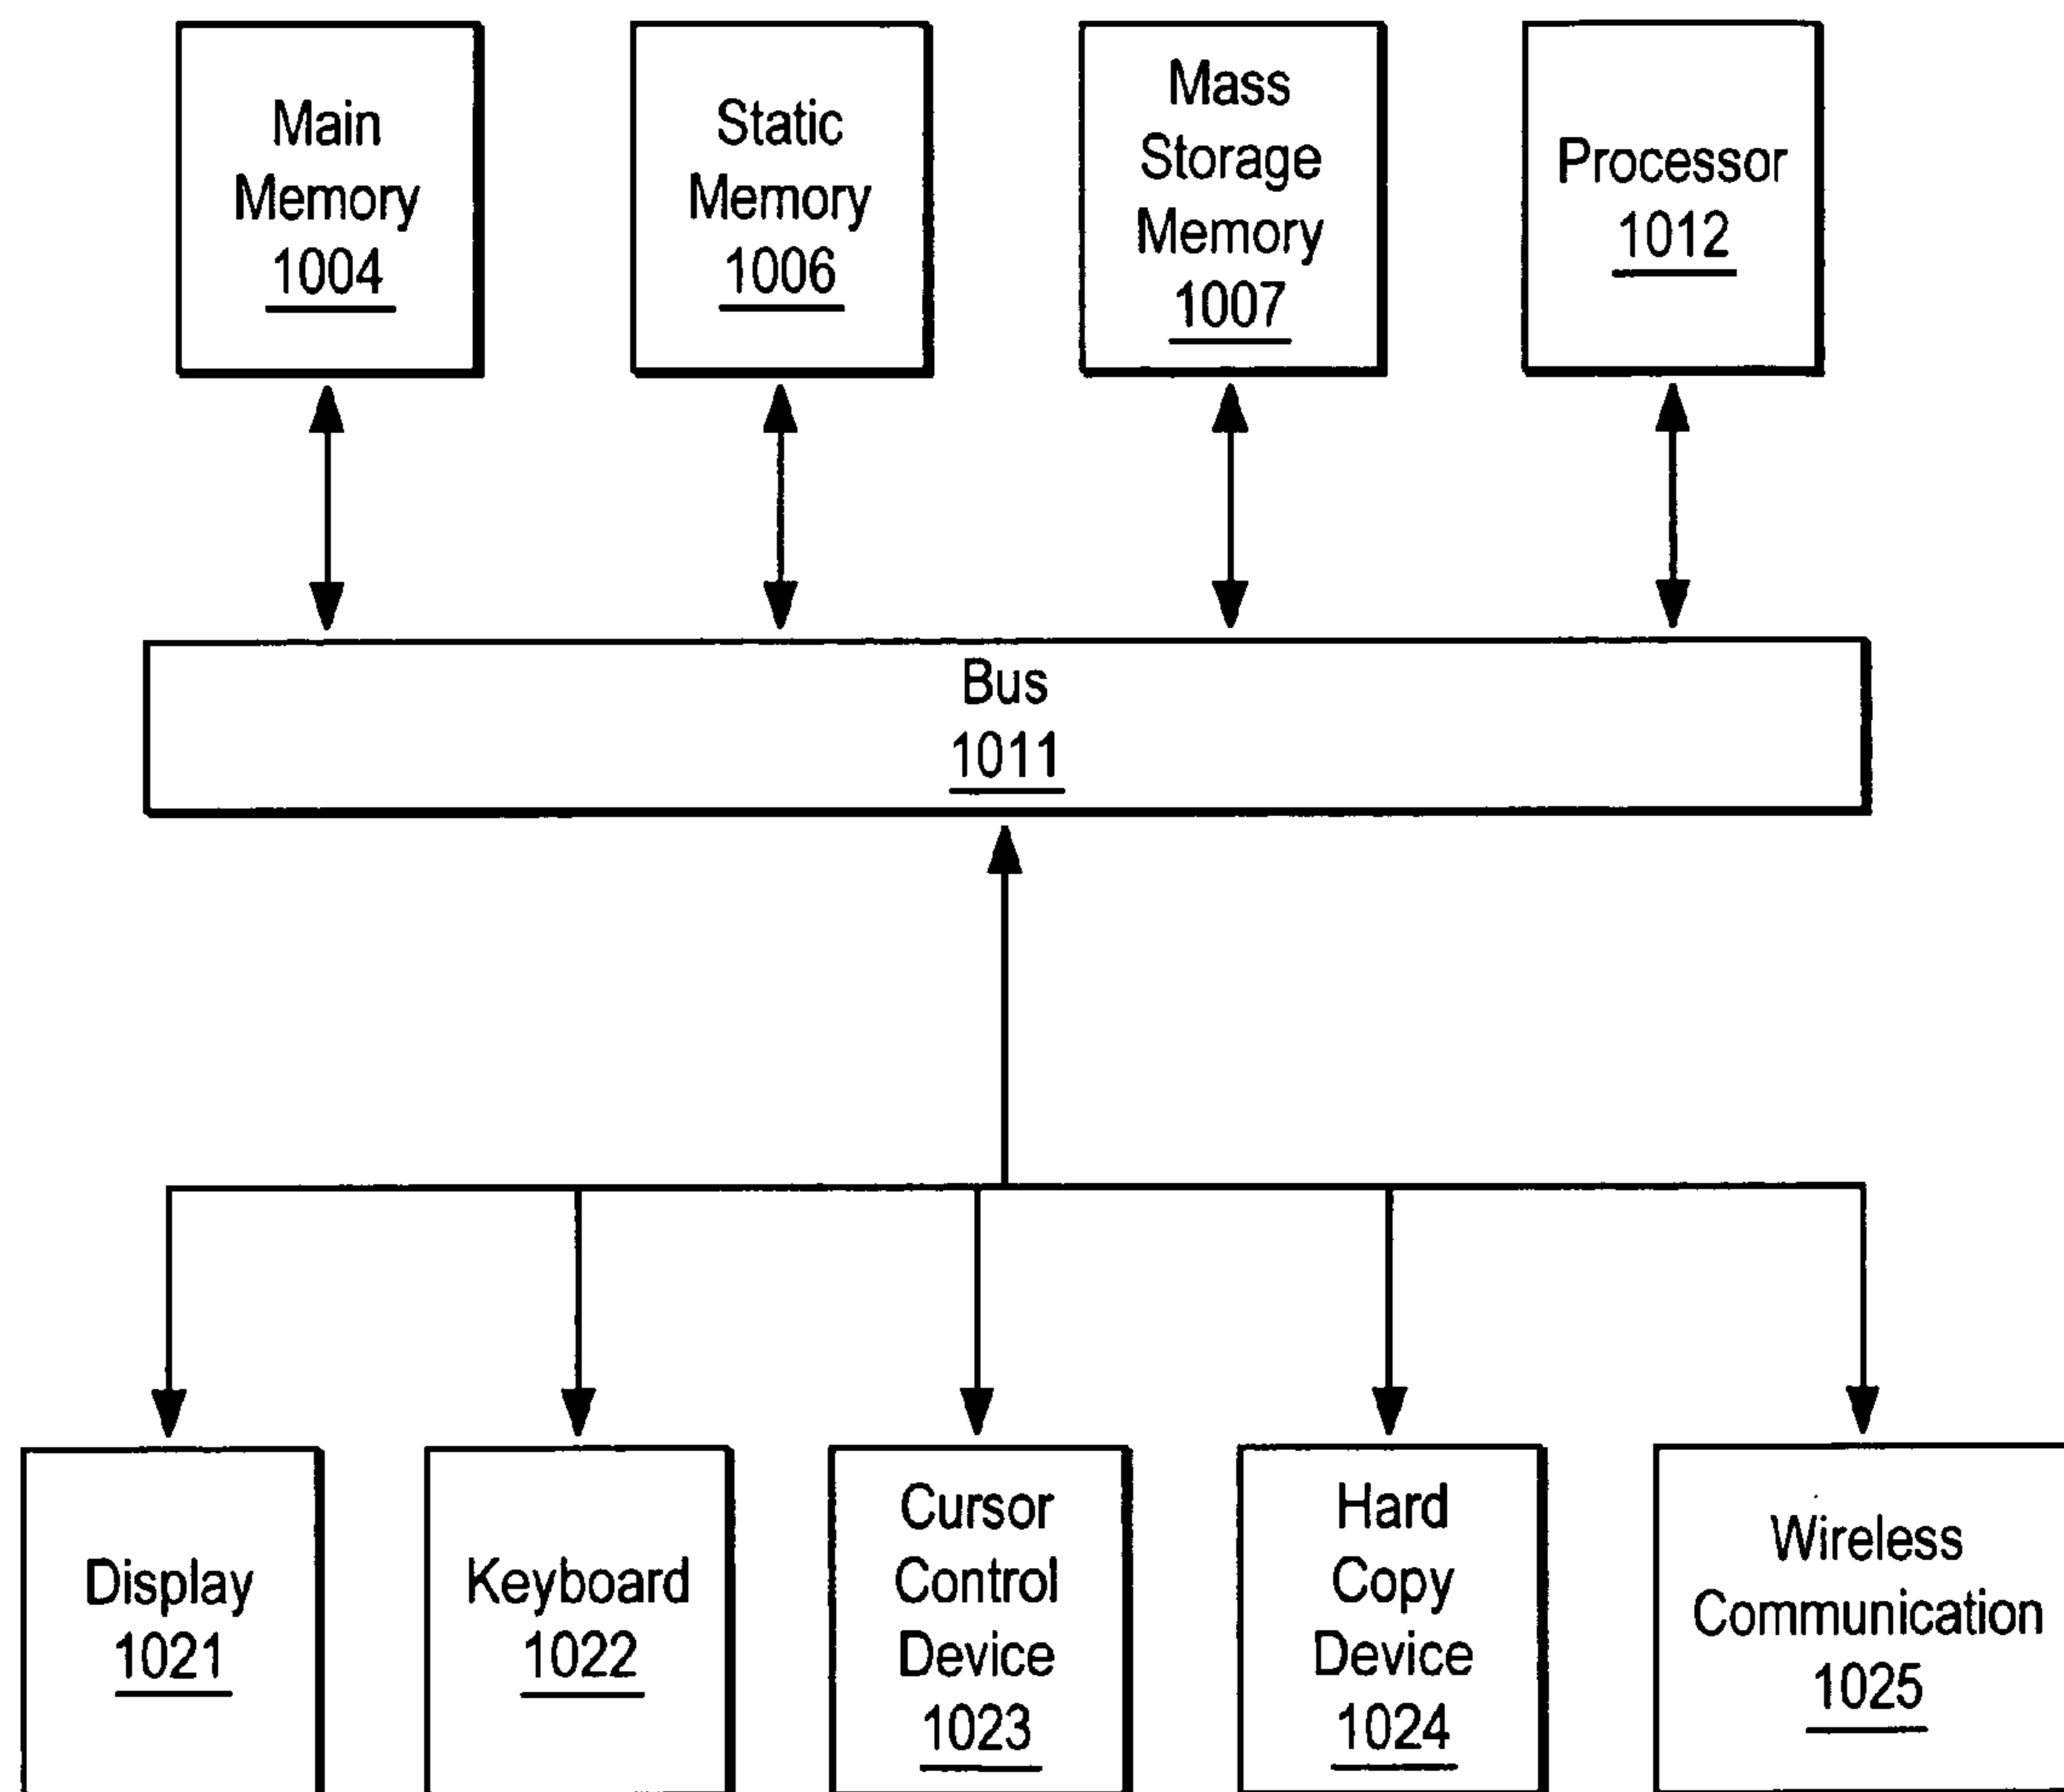 Main
Memory
1004
Static
Memory
1006
Mass
Storage
Memory
1007
Processor
1012
Bus
1011
Display
1021
Keyboard
1022
Cursor
Control
Device
1023
Hard
Copy
Device
1024
Wireless
Communication
1025